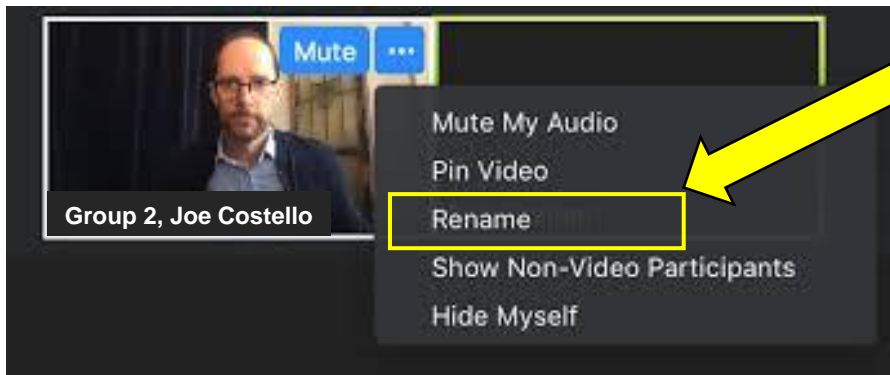 Mute
Mute My Audio
Pin Video
Group 2, Joe Costello
Rename
Show Non-Video Participants
Hide Myself